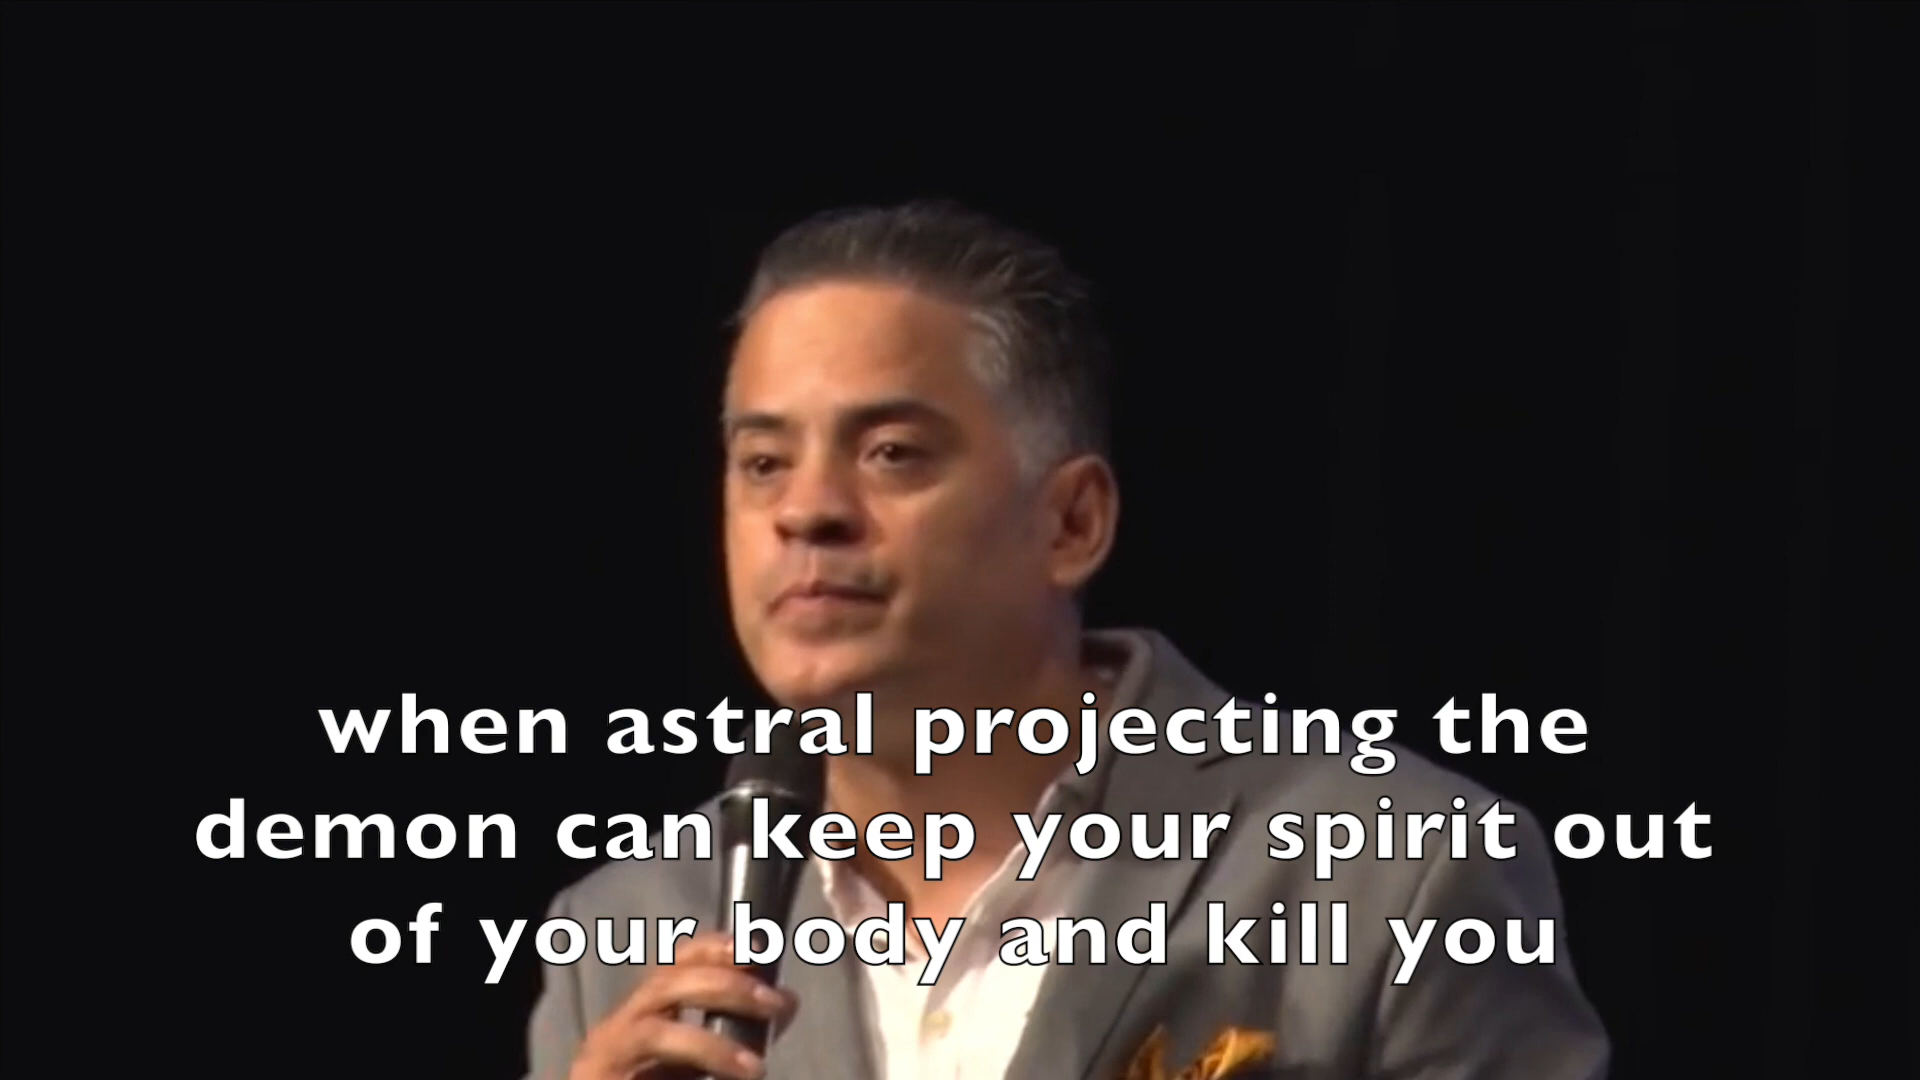 when astral projecting the
demon can keep your spirit out
of your body and kill you